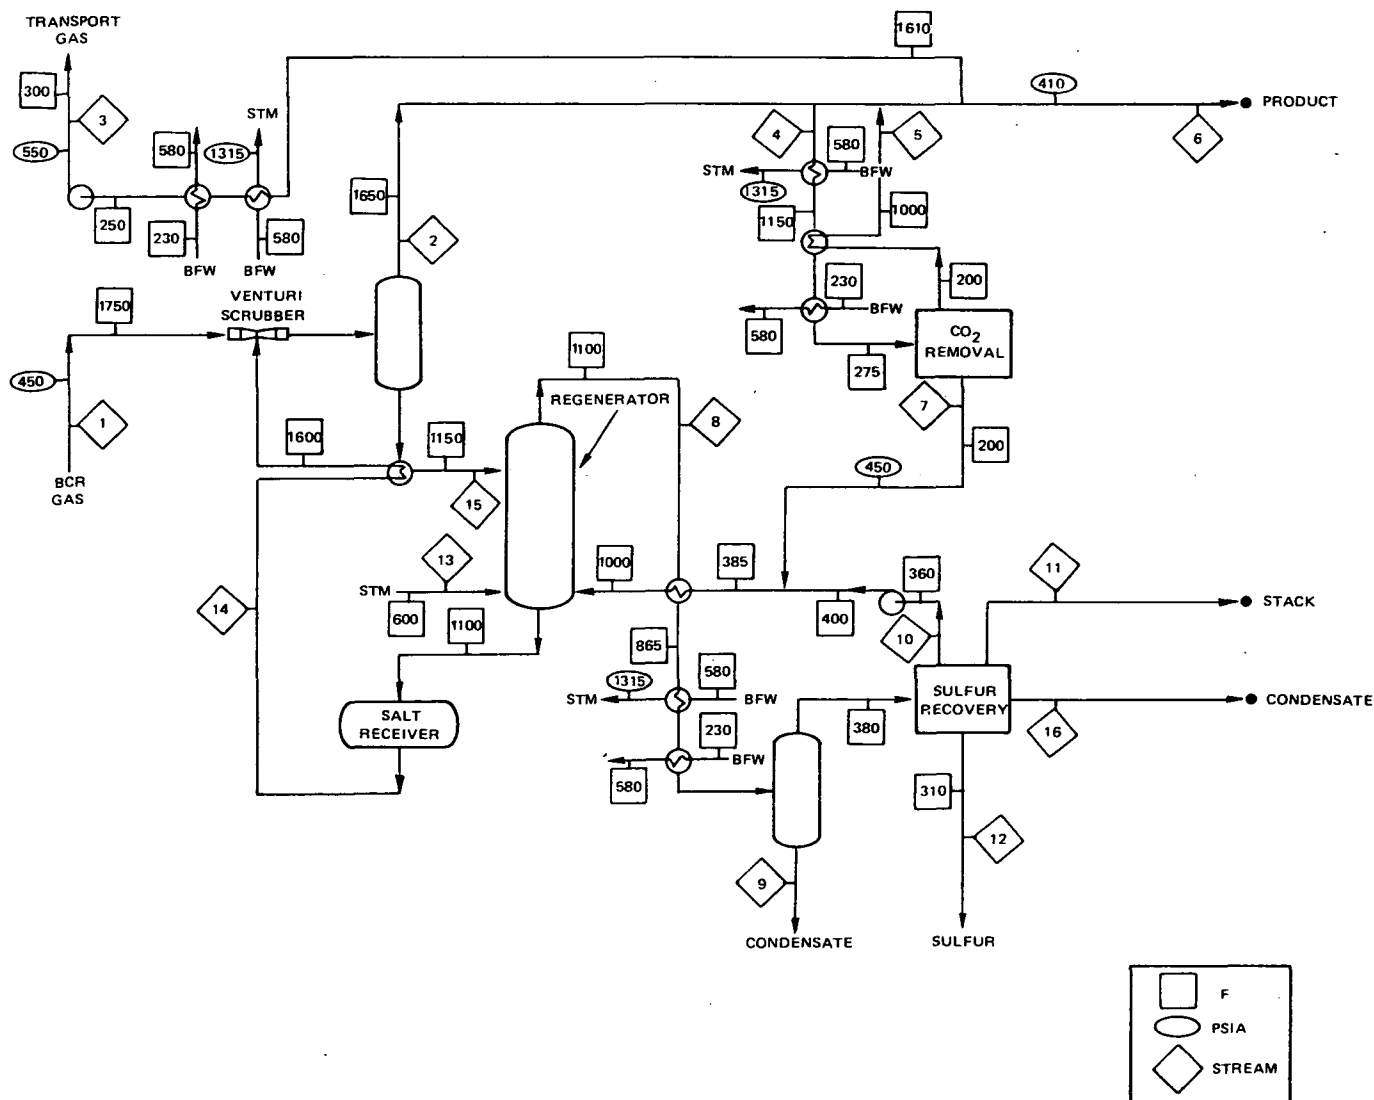 TRANSPORT
GAS
1610
300
3
STM
410
PRODUCT
550
580
1315
4
580
5
6
STM
BFW
1315
1650
1150
1000
250
230
580
2
BFW
BFW
VENTURI
SCRUBBER
1750
230
BFW
200
580
CO2
REMOVAL
450
1100
275
REGENERATOR
7
1
8
1600
1150
200
BCR
GAS
15
450
13
1000
385
360
11
STM
14
600
1100
400
10
STACK
865
1315
580
STM
BFW
SULFUR
RECOVERY
CONDENSATE
SALT
RECEIVER
380
16
230
BFW
580
310
12
9
CONDENSATE
SULFUR
F
PSIA
STREAM